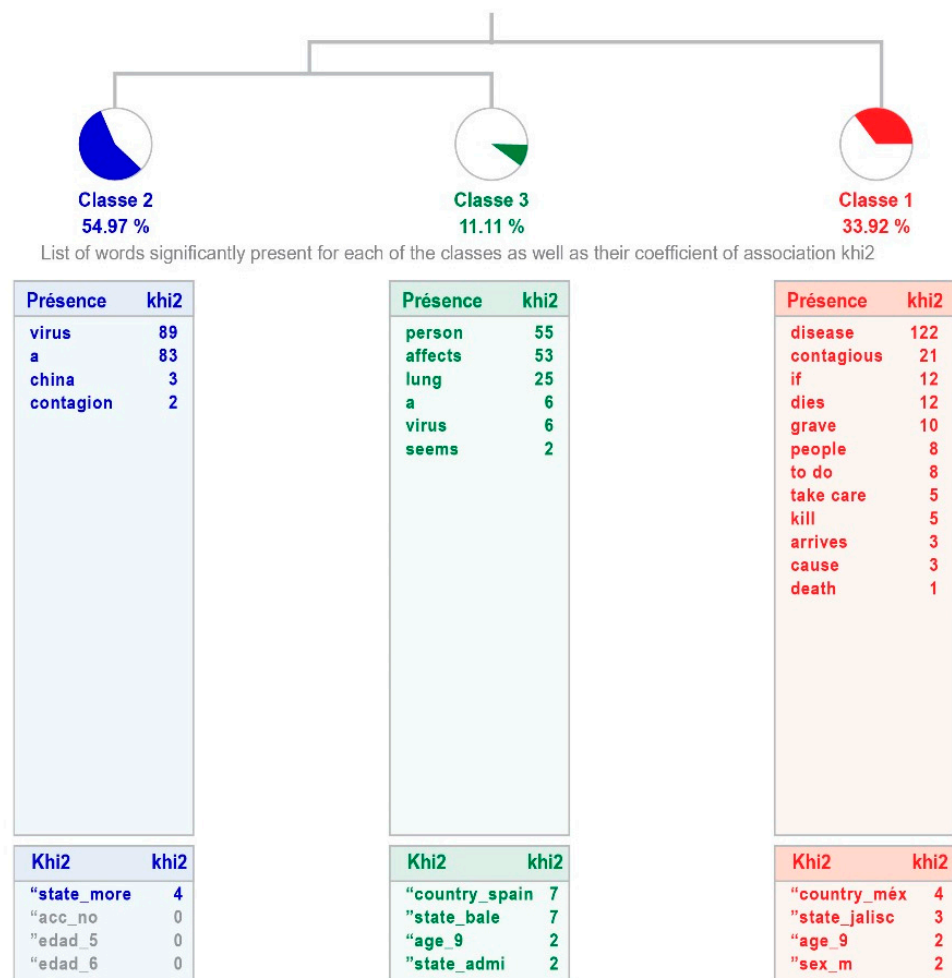 Classe 2
54.97 %
Classe 3
11.11 %
Classe 1
33.92 %
List of words significantly present for each of the classes as well as their coefficient of association khi2
Présence khi2
virus 89
a 83
china 3
contagion 2
Présence khi2
person 55
affects 53
lung 25
a 6
virus 6
seems 2
Présence khi2
disease 122
contagious 21
if 12
dies 12
grave 10
people 8
to do 8
take care 5
kill 5
arrives 3
cause 3
death 1
Khi2 khi2
“state_more 4
“acc_no 0
”edad_5 0
“edad_6 0
Khi2 khi2
“country_spain 7
”state_bale 7
“age_9 2
”state_admi 2
Khi2 khi2
“country_méx 4
”state_jalisc 3
“age_9 2
”sex_m 2